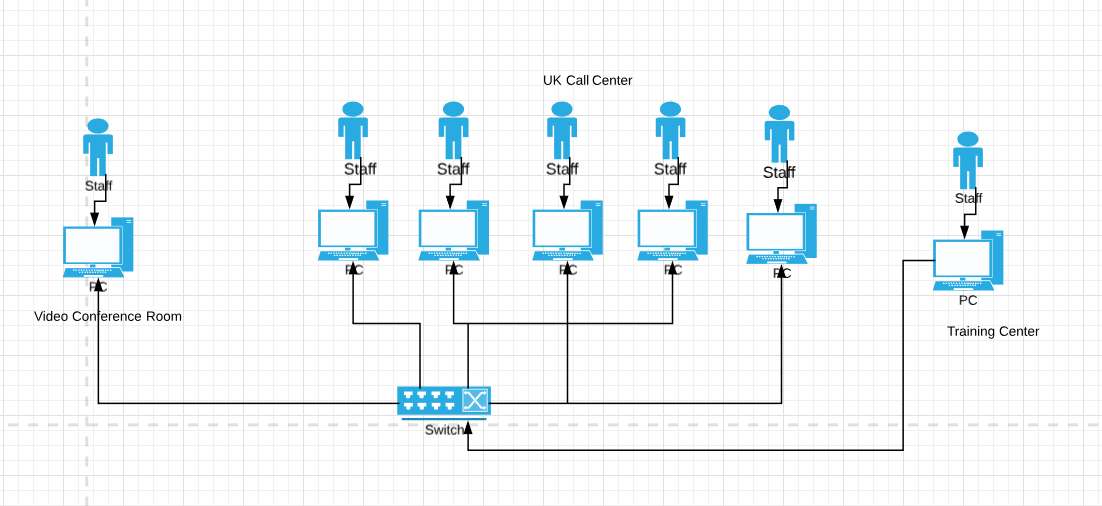 UK Call Center
Staff
Staff
Staff
Staff
Staff
Staff
Staff
PC
PC
PC
PC
PC
PC
PC
Video Conference Room
Training Center
Switch